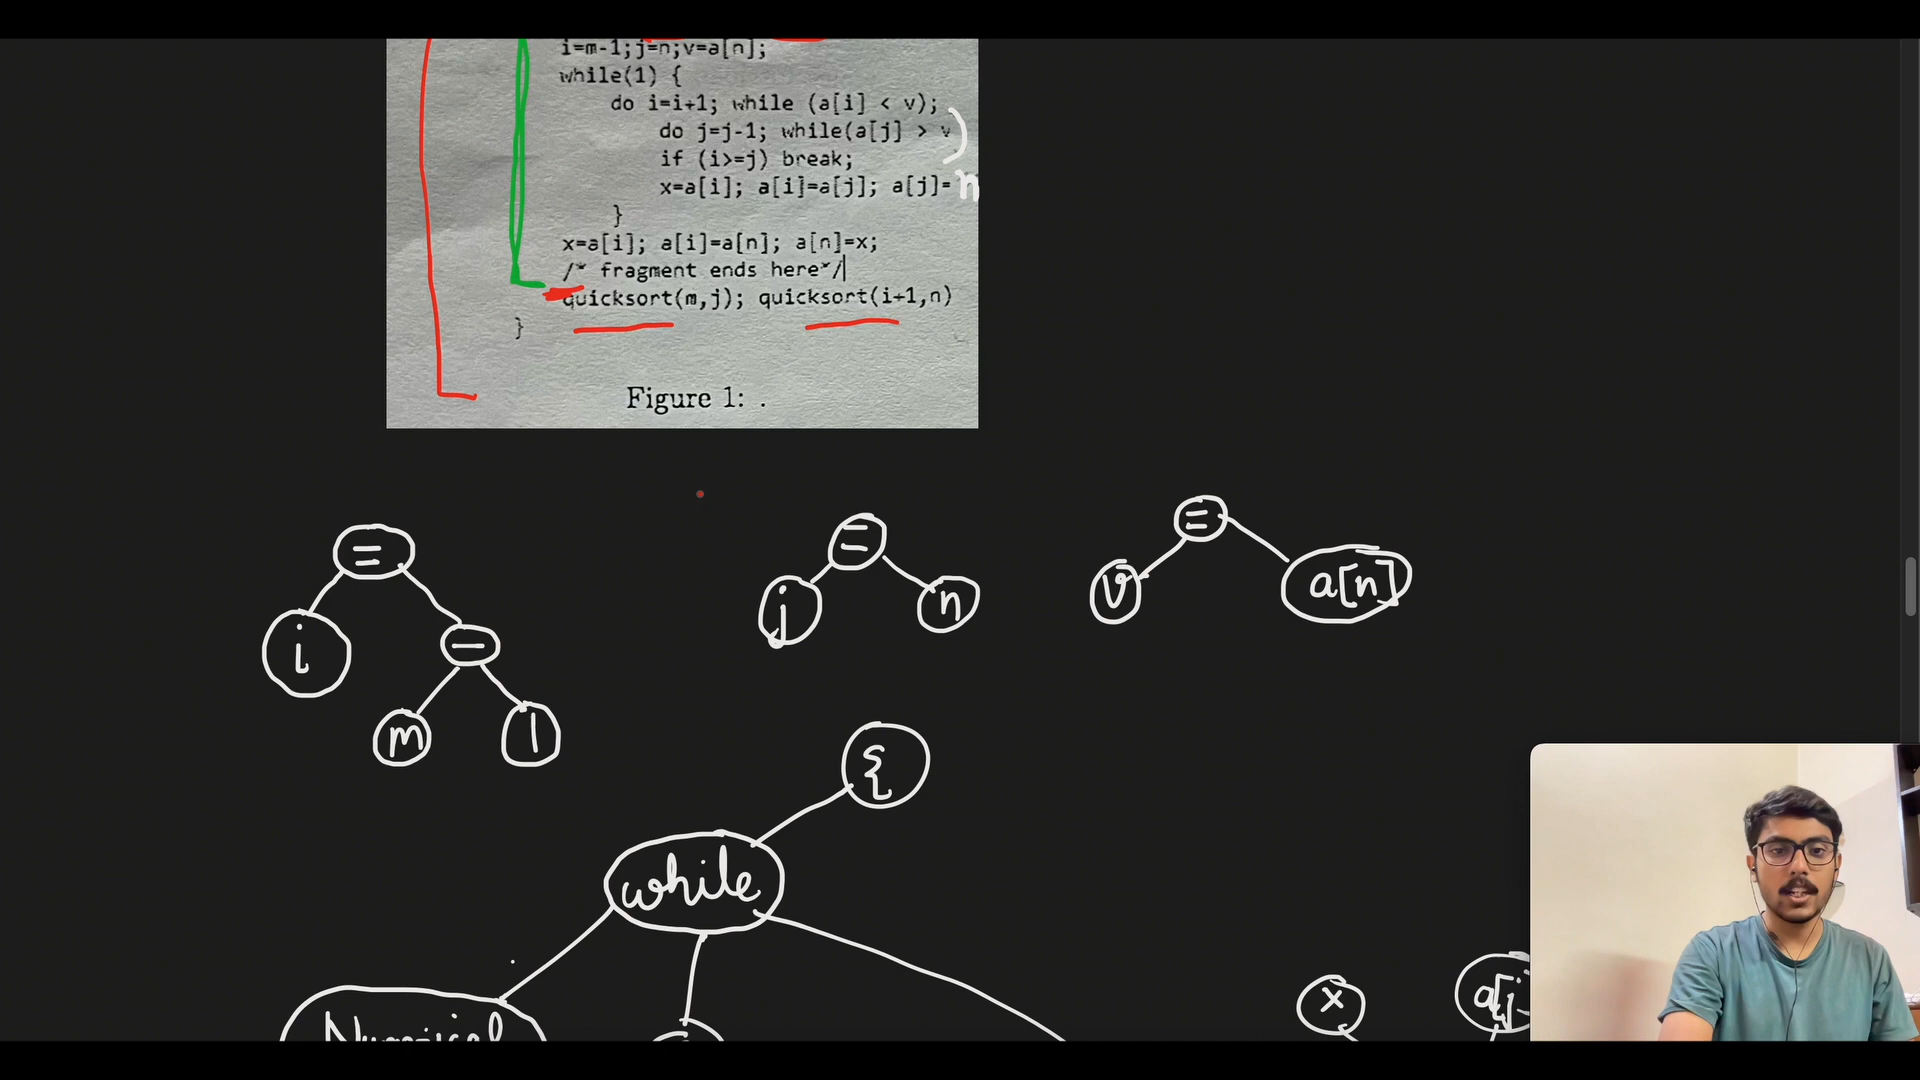 i=m-1;j=n;v=a[n];
while(1) {
do i=i+1; while (a[i] < v);
do j=j-1; while(a[j] > v )
if (i>=j) break;
x=a[i]; a[i]=a[j]; a[j]= n
}
x=a[i]; a[i]=a[n]; a[n]=x;
/* fragment ends here*/
quicksort(m,j); quicksort(i+1,n)
}
Figure 1: .
= = =
i - j n v a[n]
m 1
{
while
x a[j
Numerical